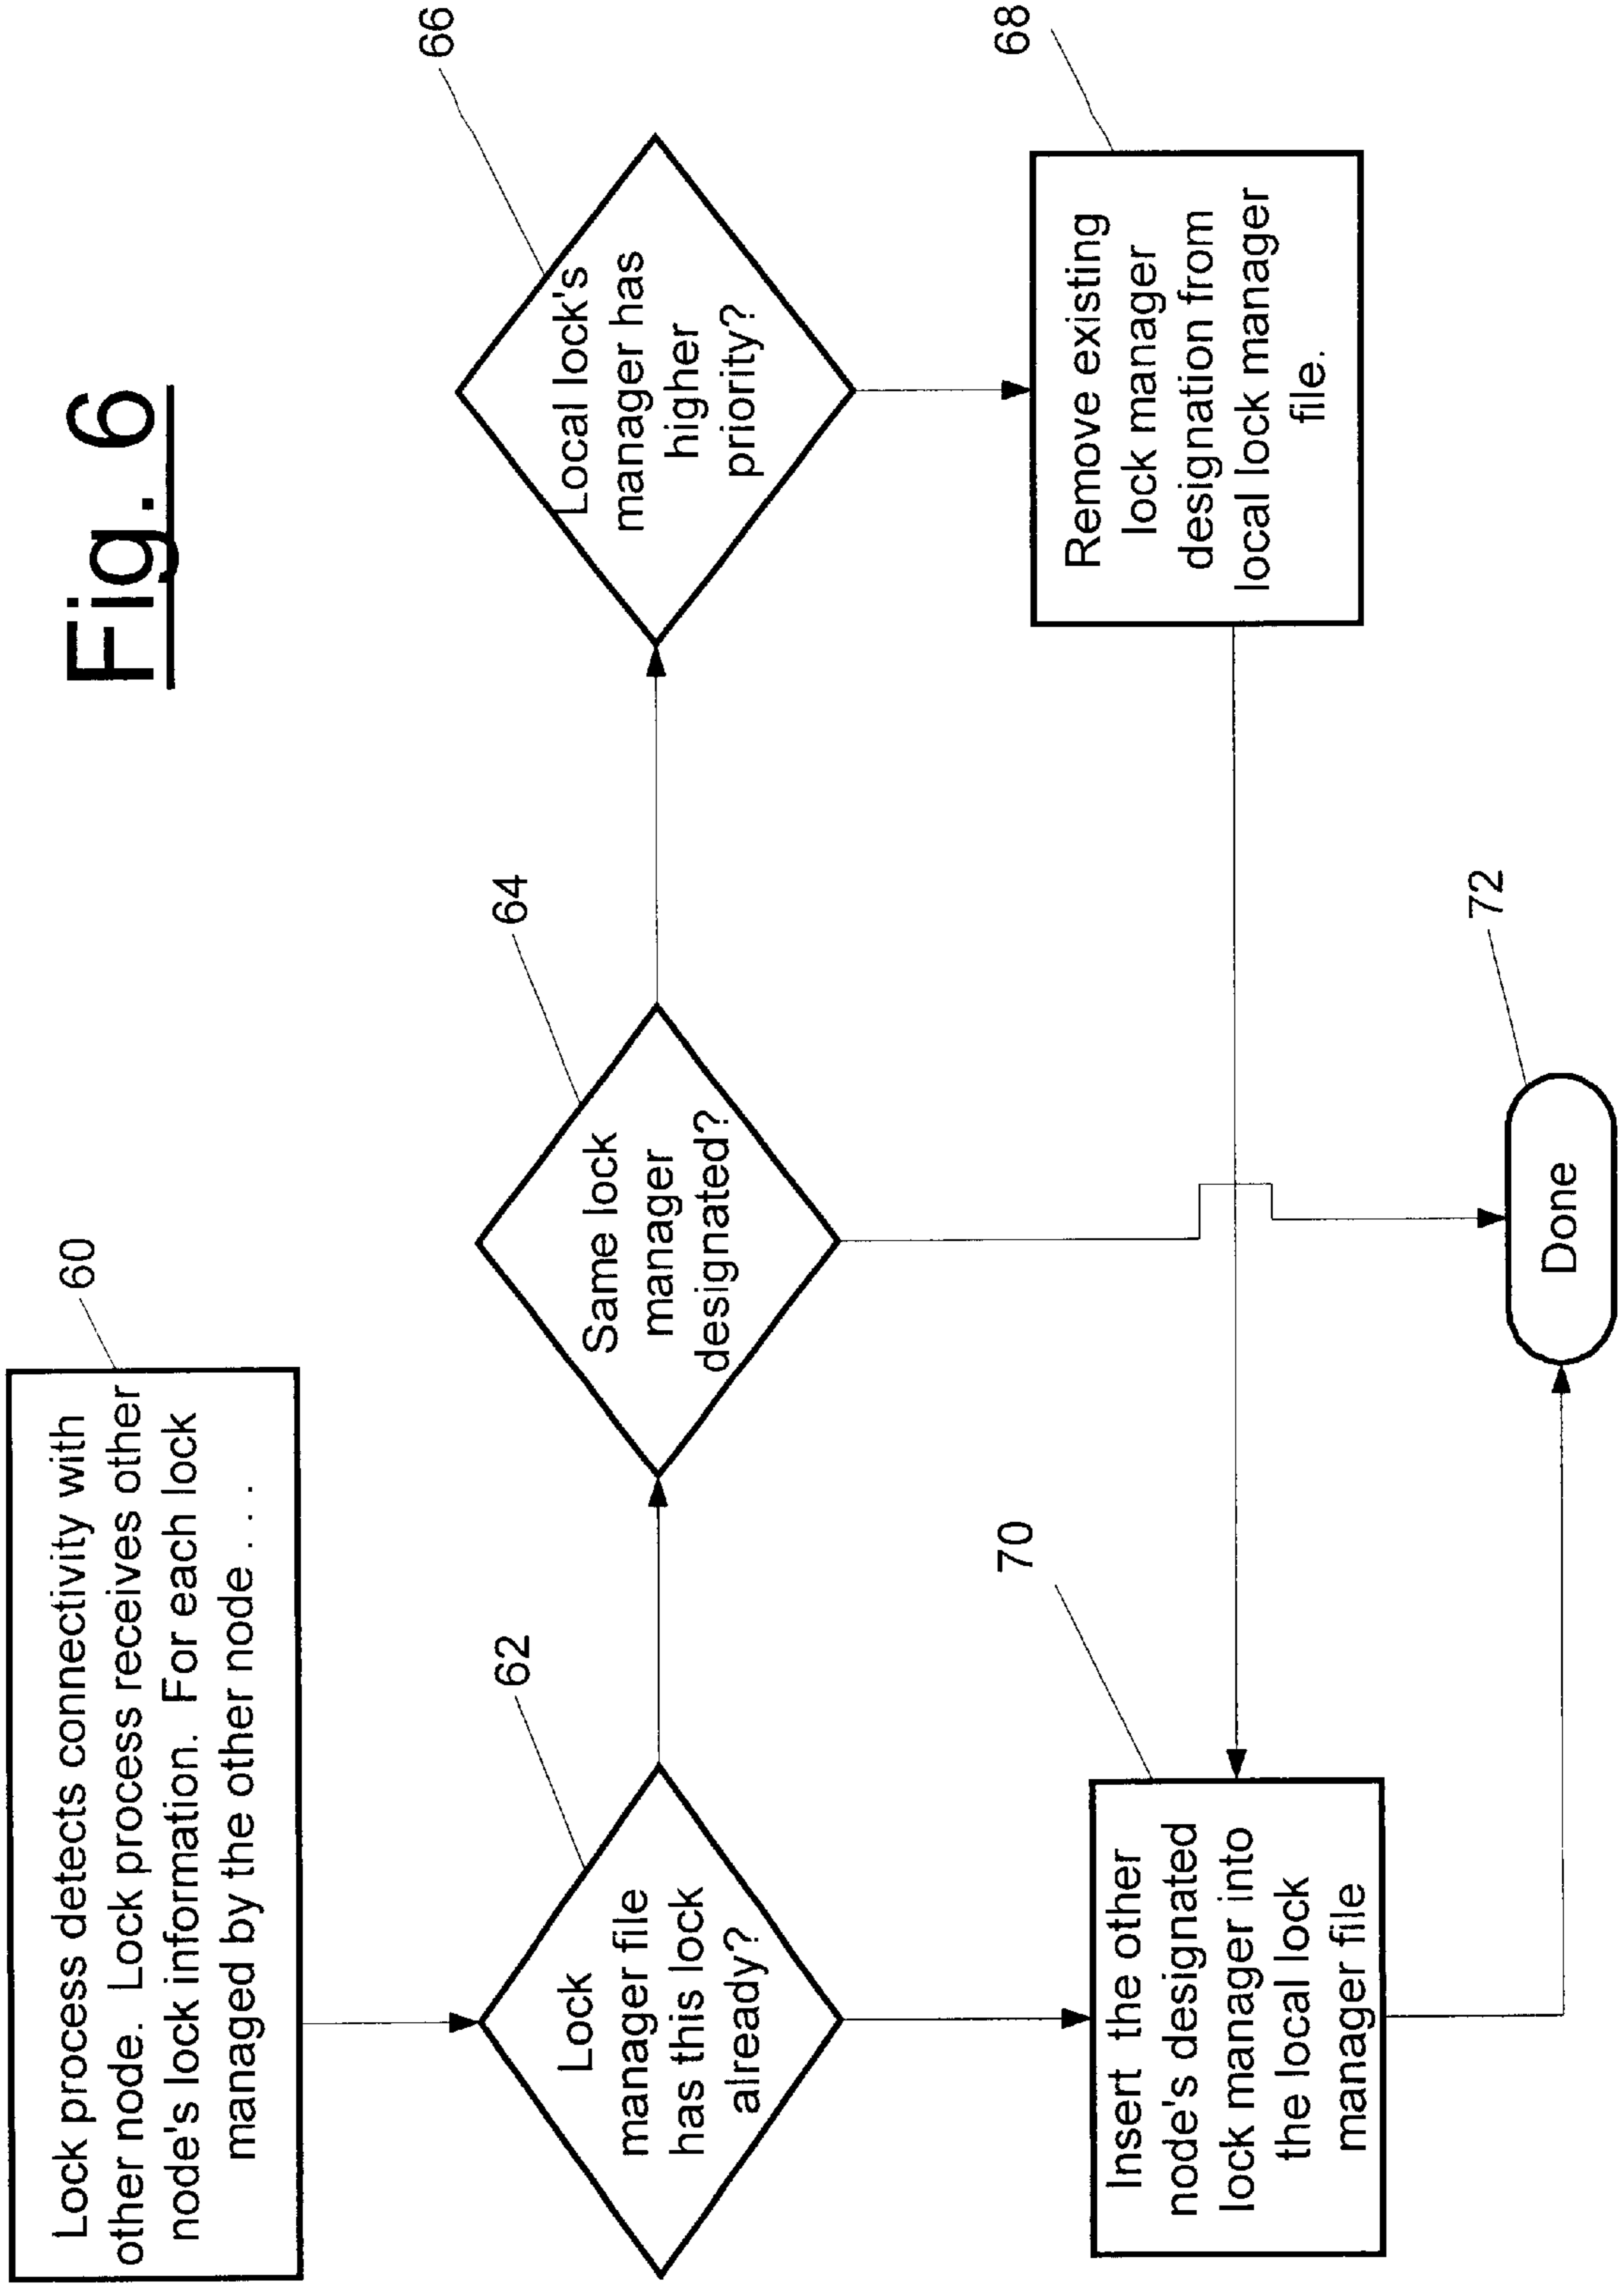 Fig. 6
60
Lock process detects connectivity with
other node. Lock process receives other
node's lock information. For each lock
managed by the other node . . . .
62
Lock
manager file
has this lock
already?
64
Same lock
manager
designated?
66
Local lock's
manager has
higher
priority?
70
Insert the other
node's designated
lock manager into
the local lock
manager file
68
Remove existing
lock manager
designation from
local lock manager
file.
72
Done